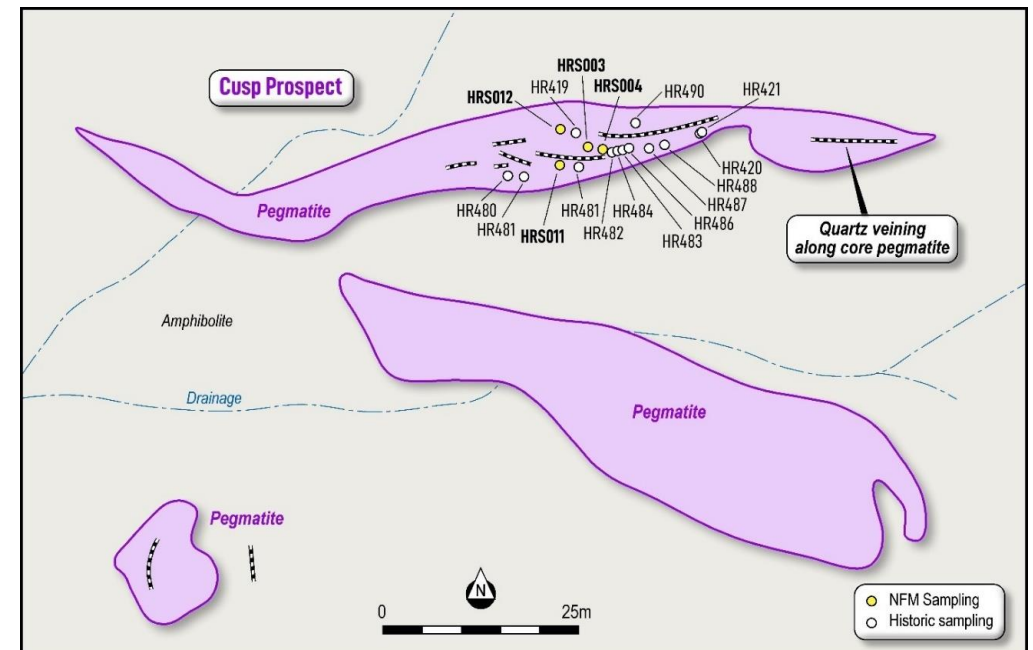 Cusp Prospect
HRS003
HRS004
HR419
HRS012
HR490
HR421
HR420
HR488
HR487
HR486
HR483
HR484
HR482
HR481
HRS011
HR481
HR480
Pegmatite
Quartz veining
along core pegmatite
Amphibolite
Drainage
Pegmatite
Pegmatite
N
0
25m
NFM Sampling
Historic sampling